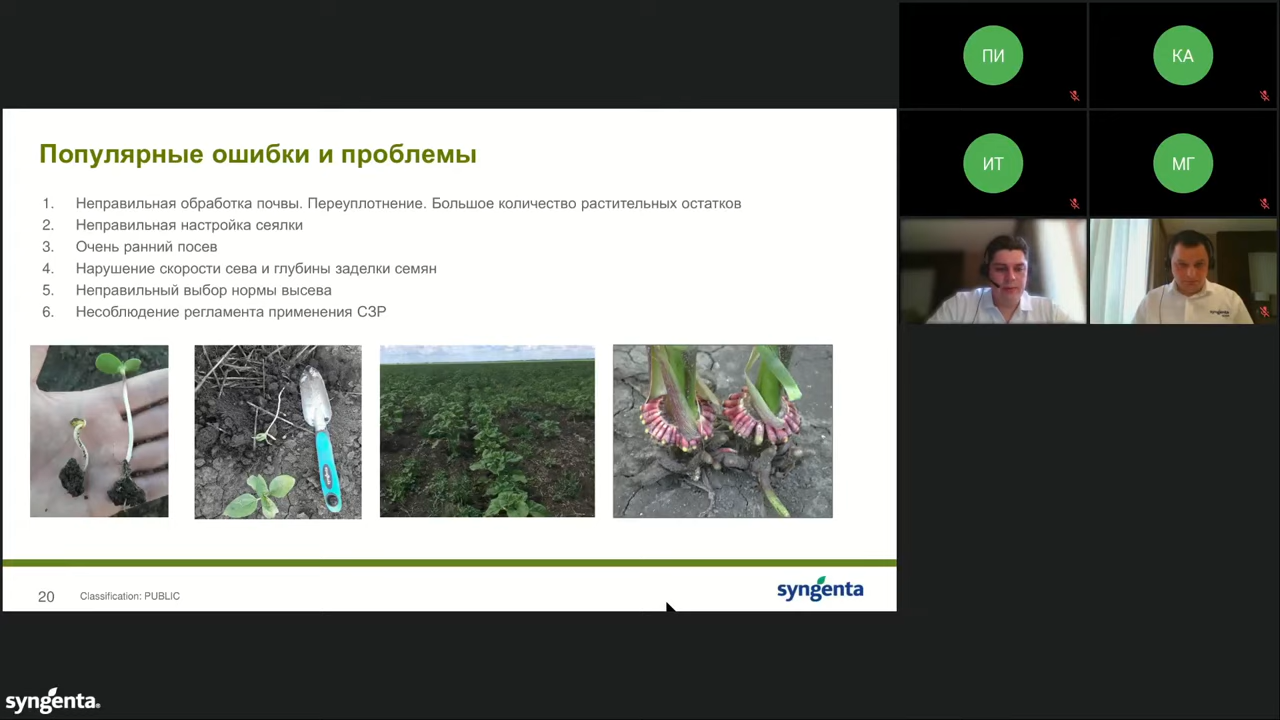 ПИ
КА
ИТ
МГ
Популярные ошибки и проблемы
1. Неправильная обработка почвы. Переуплотнение. Большое количество растительных остатков
2. Неправильная настройка сеялки
3. Очень ранний посев
4. Нарушение скорости сева и глубины заделки семян
5. Неправильный выбор нормы высева
6. Несоблюдение регламента применения СЗР
20
Classification: PUBLIC
syngenta
syngenta
syngenta®